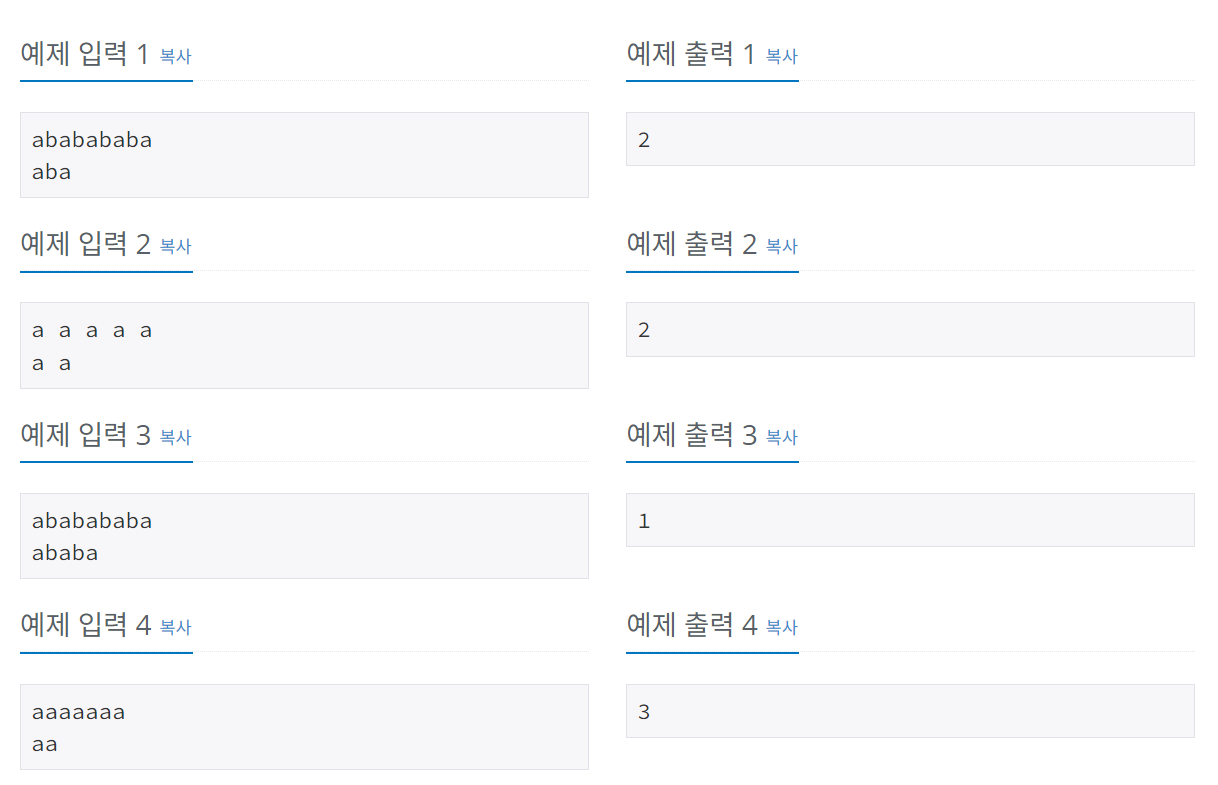 예제 입력 1 복사
예제 출력 1 복사
ababababa
aba
2
예제 입력 2 복사
예제 출력 2 복사
a a a a a
a a
2
예제 입력 3 복사
예제 출력 3 복사
ababababa
ababa
1
예제 입력 4 복사
예제 출력 4 복사
aaaaaaa
aa
3